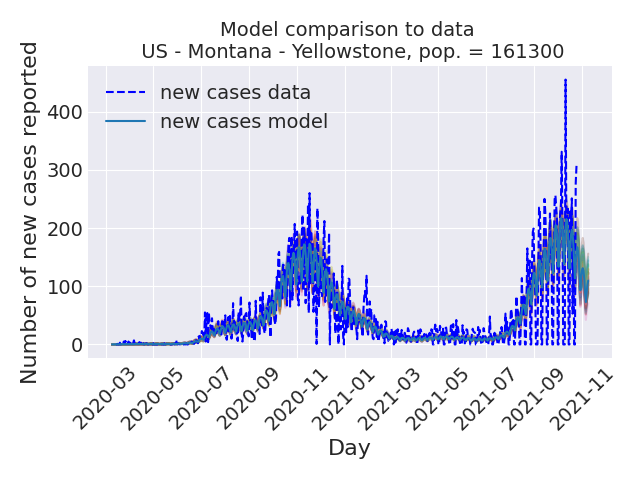 Model comparison to data
US - Montana - Yellowstone, pop. = 161300
Number of new cases reported
400
300
200
100
0
new cases data
new cases model
2020-03
2020-05
2020-07
2020-09
2020-11
2021-01
2021-03
2021-05
2021-07
2021-09
2021-11
Day